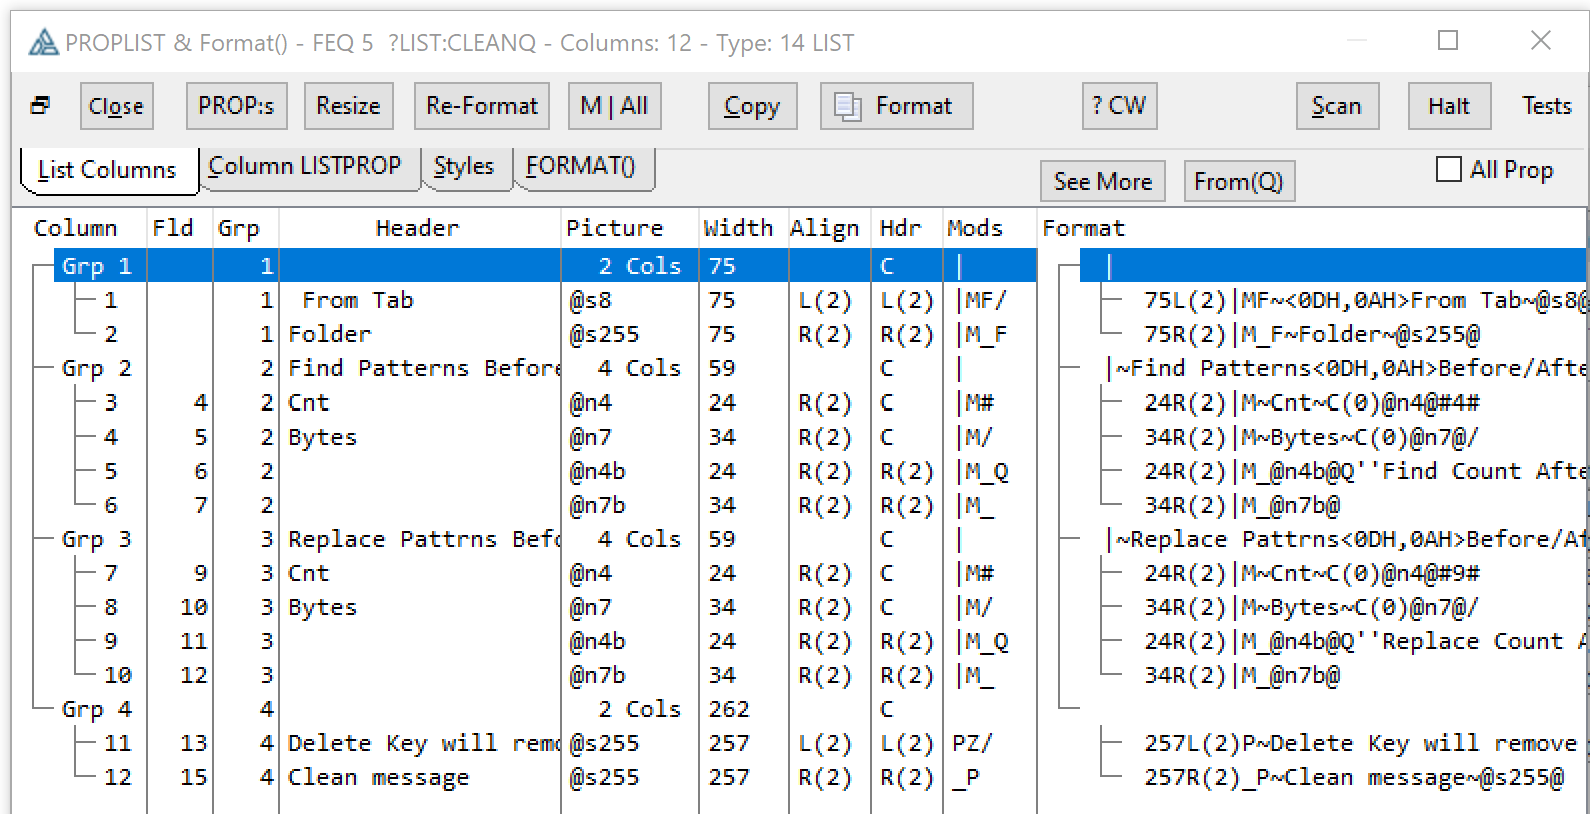 PROPLIST & Format() - FEQ 5  ?LIST:CLEANQ - Columns: 12 - Type: 14 LIST
Close PROP:s Resize Re-Format M | All Copy Format ? CW Scan Halt Tests
List Columns Column LISTPROP Styles FORMAT() See More From(Q) All Prop
Column Fld Grp Header Picture Width Align Hdr Mods Format
Grp 1 1 2 Cols 75 C | |
1 1 From Tab @s8 75 L(2) L(2) |MF/ 75L(2)|MF~<0DH,0AH>From Tab~@s8@
2 1 Folder @s255 75 R(2) R(2) |M_F 75R(2)|M_F~Folder~@s255@
Grp 2 2 Find Patterns Before 4 Cols 59 C | |~Find Patterns<0DH,0AH>Before/Afte
3 4 2 Cnt @n4 24 R(2) C |M# 24R(2)|M~Cnt~C(0)@n4@#4#
4 5 2 Bytes @n7 34 R(2) C |M/ 34R(2)|M~Bytes~C(0)@n7@/
5 6 2 @n4b 24 R(2) R(2) |M_Q 24R(2)|M_@n4b@Q''Find Count Afte
6 7 2 @n7b 34 R(2) R(2) |M_ 34R(2)|M_@n7b@
Grp 3 3 Replace Pattrns Befo 4 Cols 59 C | |~Replace Pattrns<0DH,0AH>Before/Af
7 9 3 Cnt @n4 24 R(2) C |M# 24R(2)|M~Cnt~C(0)@n4@#9#
8 10 3 Bytes @n7 34 R(2) C |M/ 34R(2)|M~Bytes~C(0)@n7@/
9 11 3 @n4b 24 R(2) R(2) |M_Q 24R(2)|M_@n4b@Q''Replace Count A
10 12 3 @n7b 34 R(2) R(2) |M_ 34R(2)|M_@n7b@
Grp 4 4 2 Cols 262 C
11 13 4 Delete Key will remo @s255 257 L(2) L(2) PZ/ 257L(2)P~Delete Key will remove
12 15 4 Clean message @s255 257 R(2) R(2) _P 257R(2)_P~Clean message~@s255@